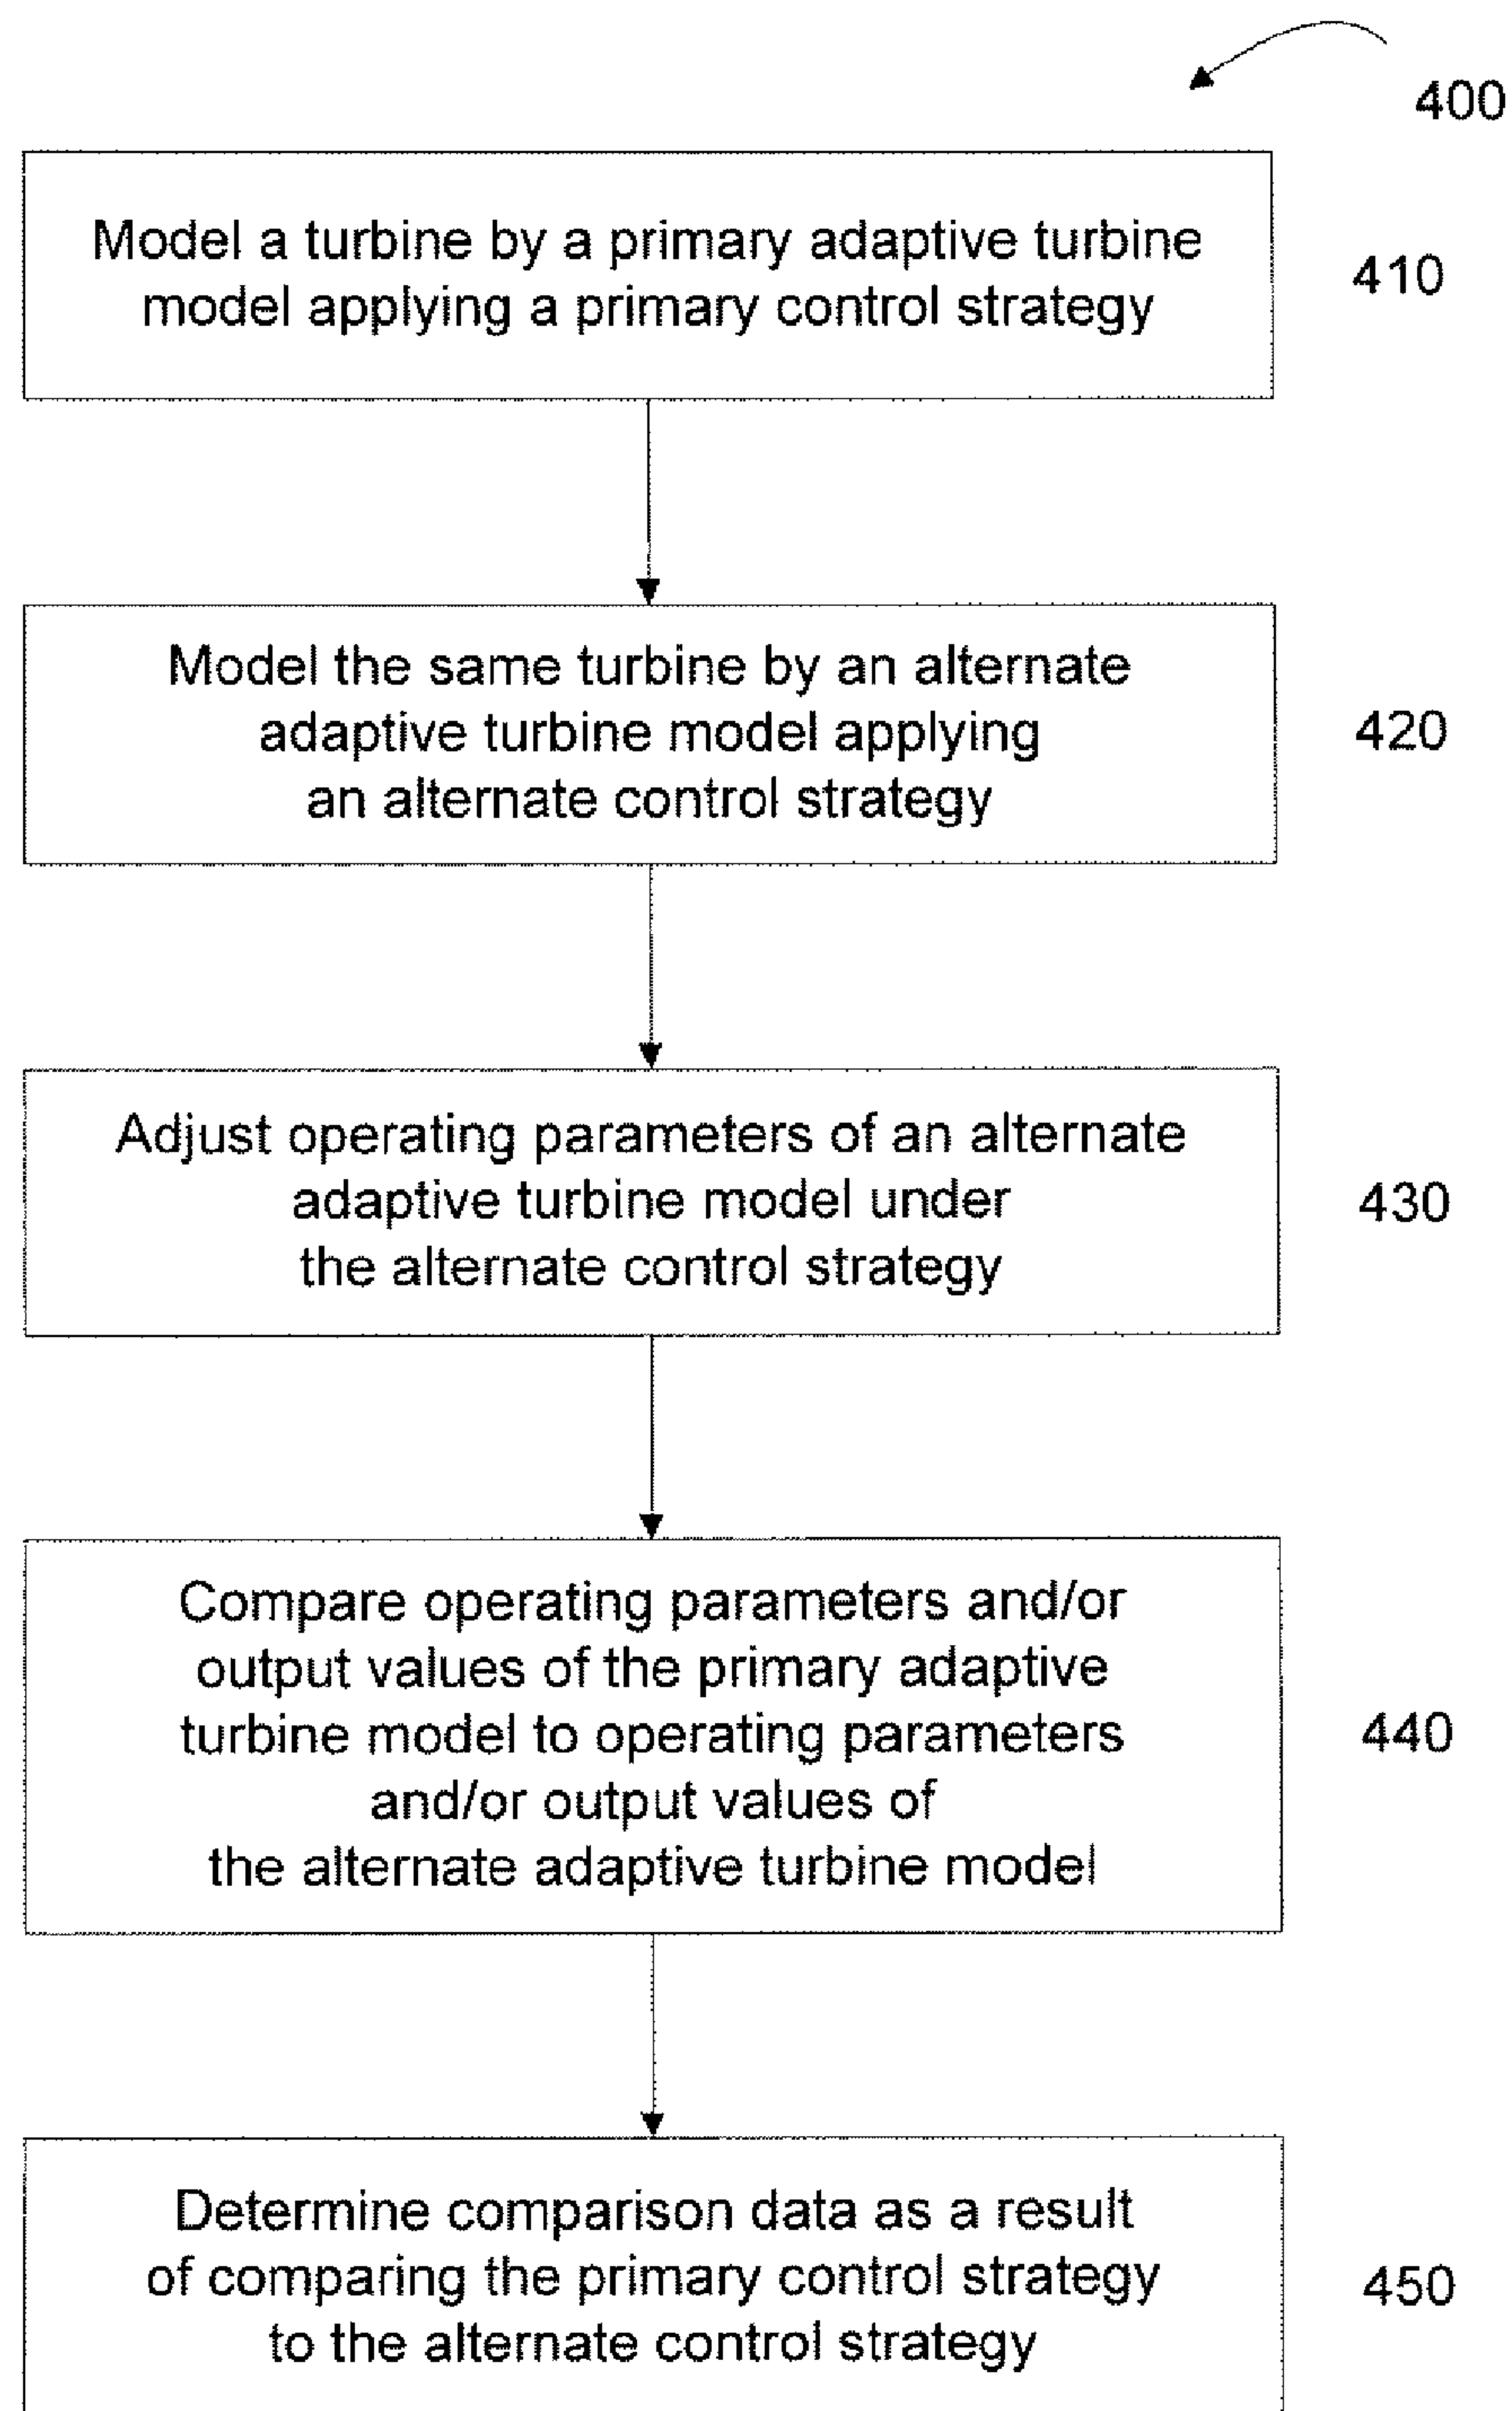 400
Model a turbine by a primary adaptive turbine
model applying a primary control strategy
410
Model the same turbine by an alternate
adaptive turbine model applying
an alternate control strategy
420
Adjust operating parameters of an alternate
adaptive turbine model under
the alternate control strategy
430
Compare operating parameters and/or
output values of the primary adaptive
turbine model to operating parameters
and/or output values of
the alternate adaptive turbine model
440
Determine comparison data as a result
of comparing the primary control strategy
to the alternate control strategy
450